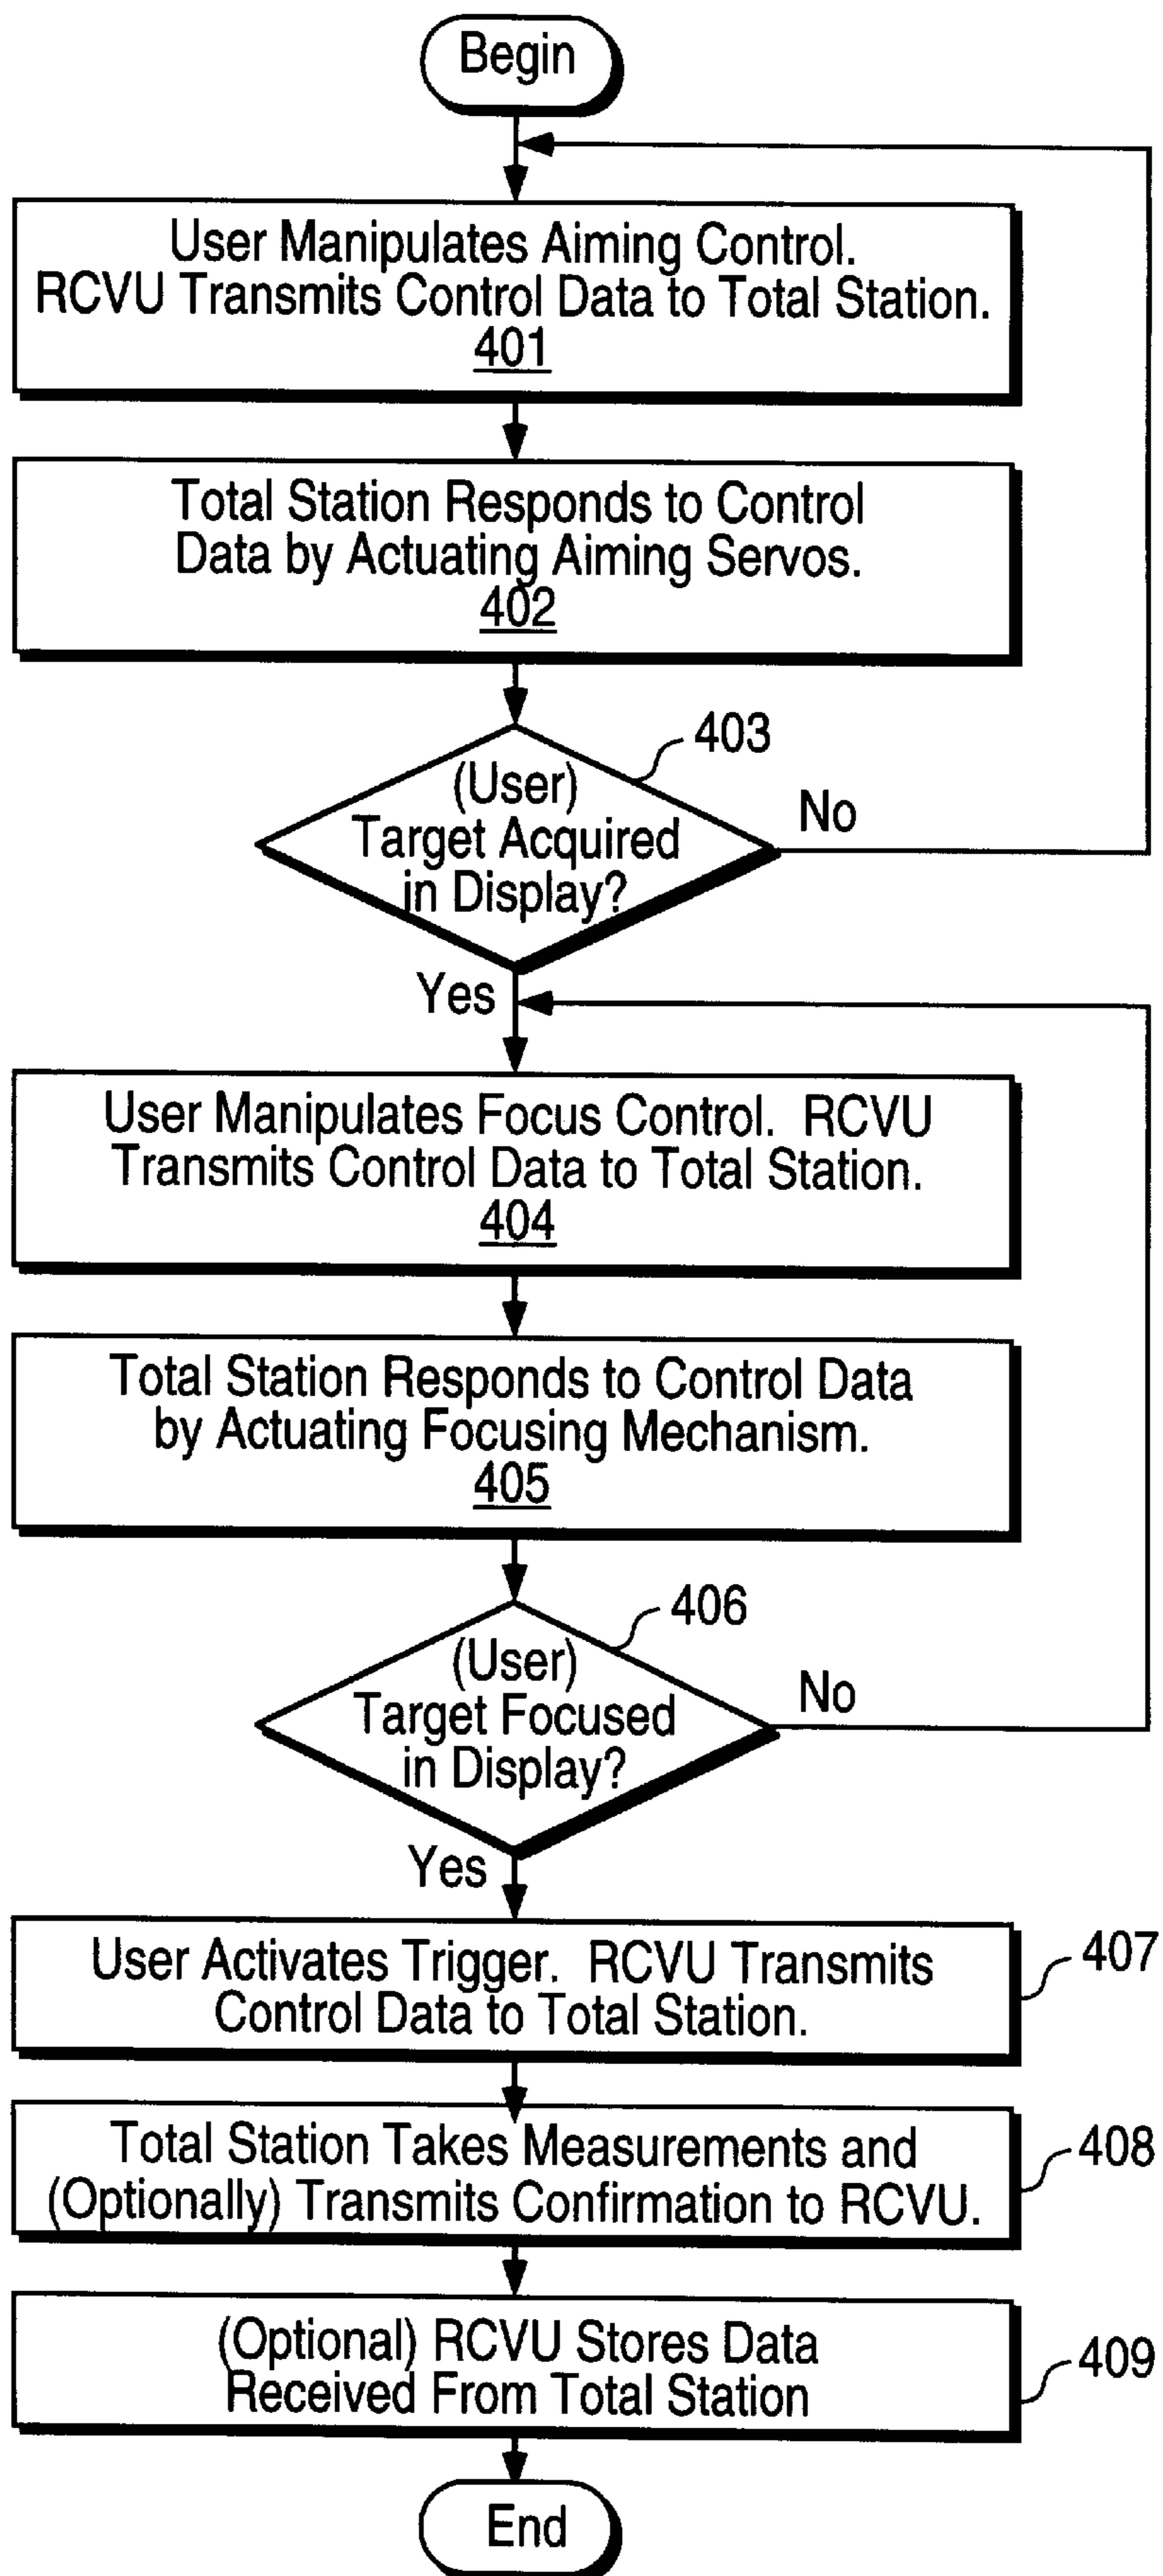 Begin
User Manipulates Aiming Control.
RCVU Transmits Control Data to Total Station.
401
Total Station Responds to Control
Data by Actuating Aiming Servos.
402
403
(User)
Target Acquired
in Display?
No
Yes
User Manipulates Focus Control. RCVU
Transmits Control Data to Total Station.
404
Total Station Responds to Control Data
by Actuating Focusing Mechanism.
405
406
(User)
Target Focused
in Display?
No
Yes
User Activates Trigger. RCVU Transmits
Control Data to Total Station.
407
Total Station Takes Measurements and
(Optionally) Transmits Confirmation to RCVU.
408
(Optional) RCVU Stores Data
Received From Total Station
409
End